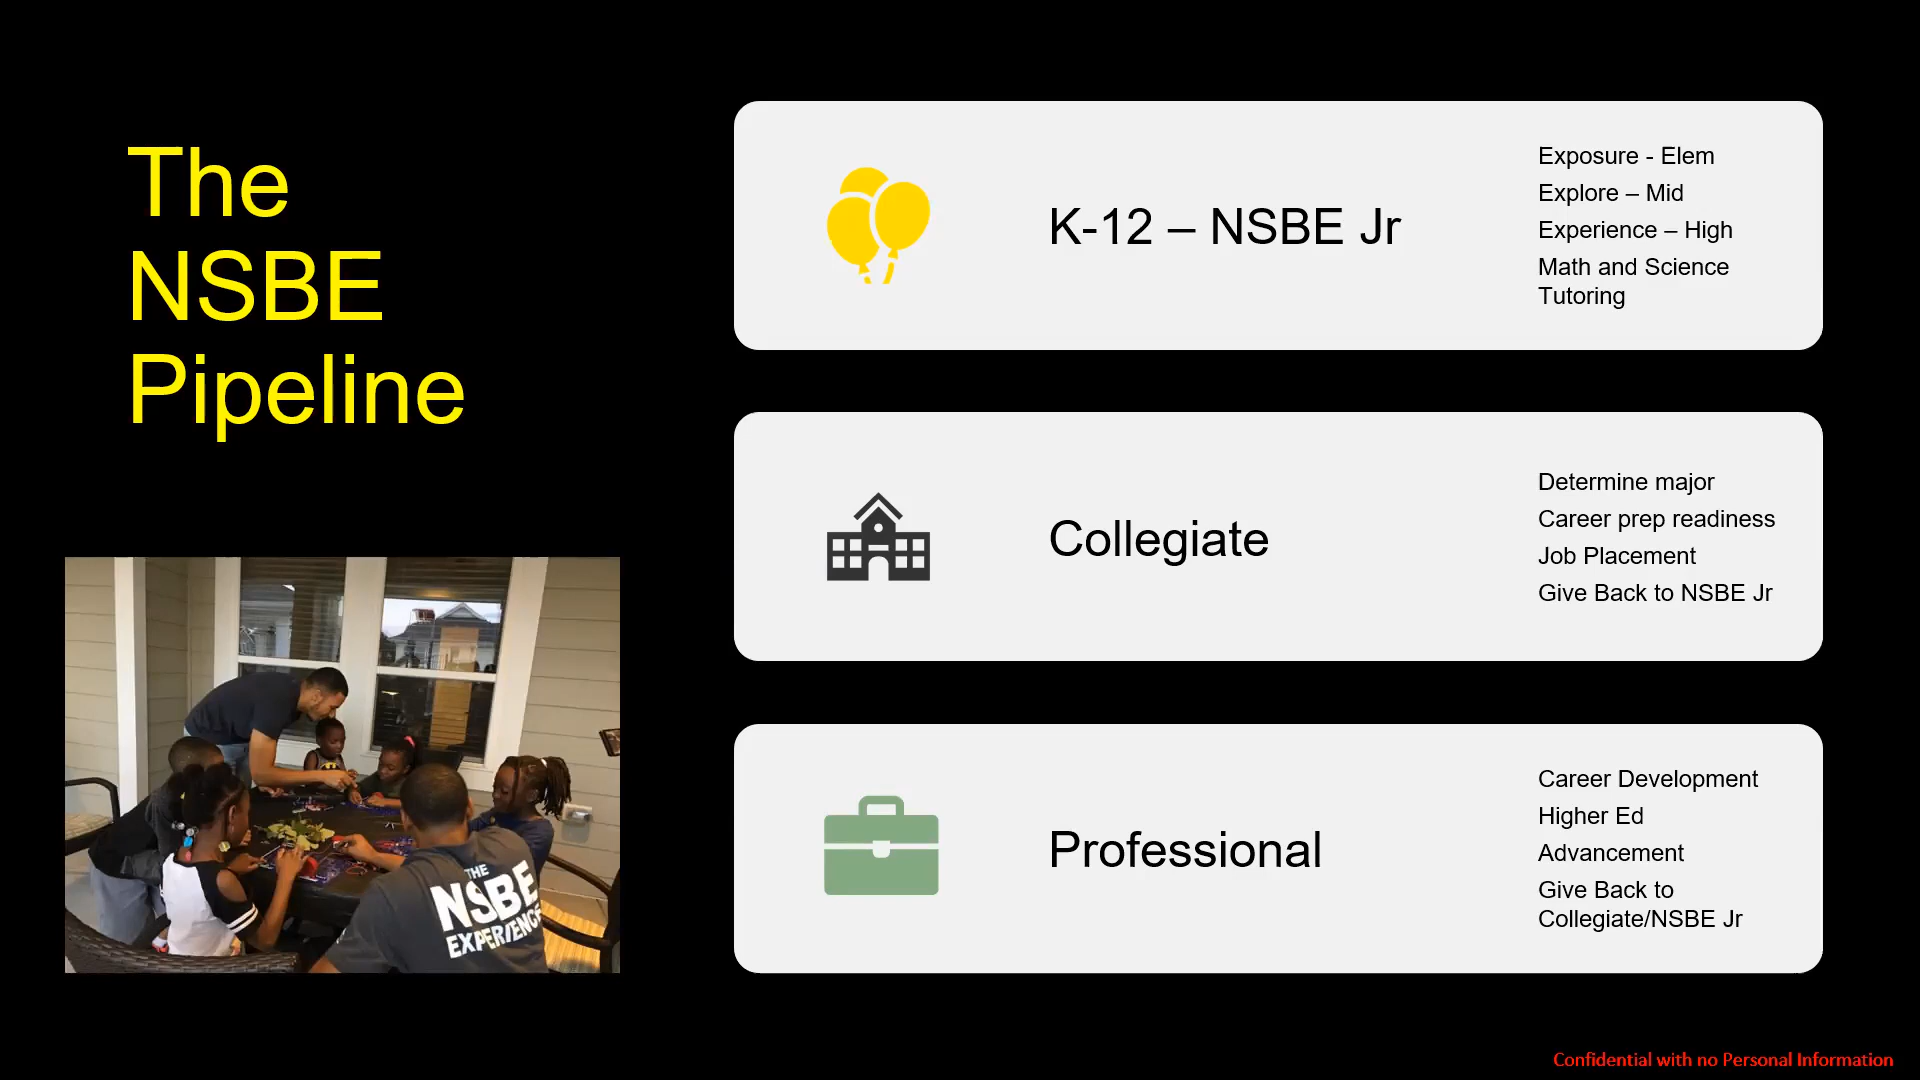 The
NSBE
Pipeline
K-12 – NSBE Jr
Exposure - Elem
Explore – Mid
Experience – High
Math and Science
Tutoring
Collegiate
Determine major
Career prep readiness
Job Placement
Give Back to NSBE Jr
Professional
Career Development
Higher Ed
Advancement
Give Back to
Collegiate/NSBE Jr
THE
NSBE
EXPERIENCE
Confidential with no Personal Information